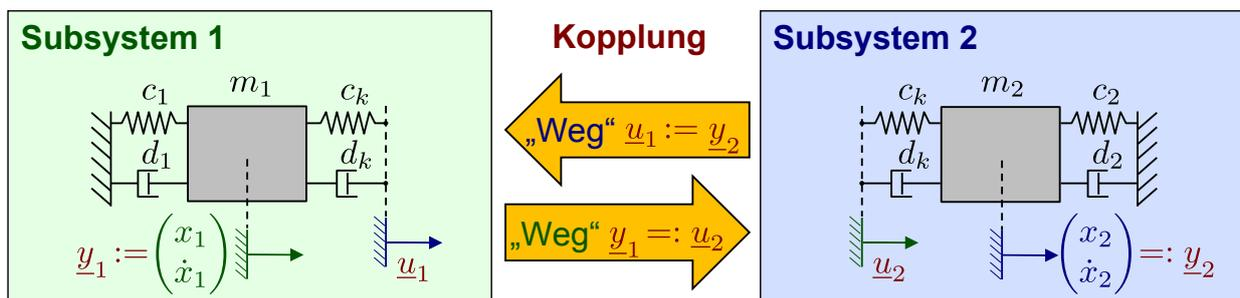 Subsystem 1
m₁
c₁
cₖ
d₁
dₖ
y₁ := (x₁ ẋ₁)
u₁
Kopplung
„Weg“ u₁ := y₂
„Weg“ y₁ =: u₂
Subsystem 2
m₂
cₖ
c₂
dₖ
d₂
u₂
(x₂ ẋ₂) =: y₂